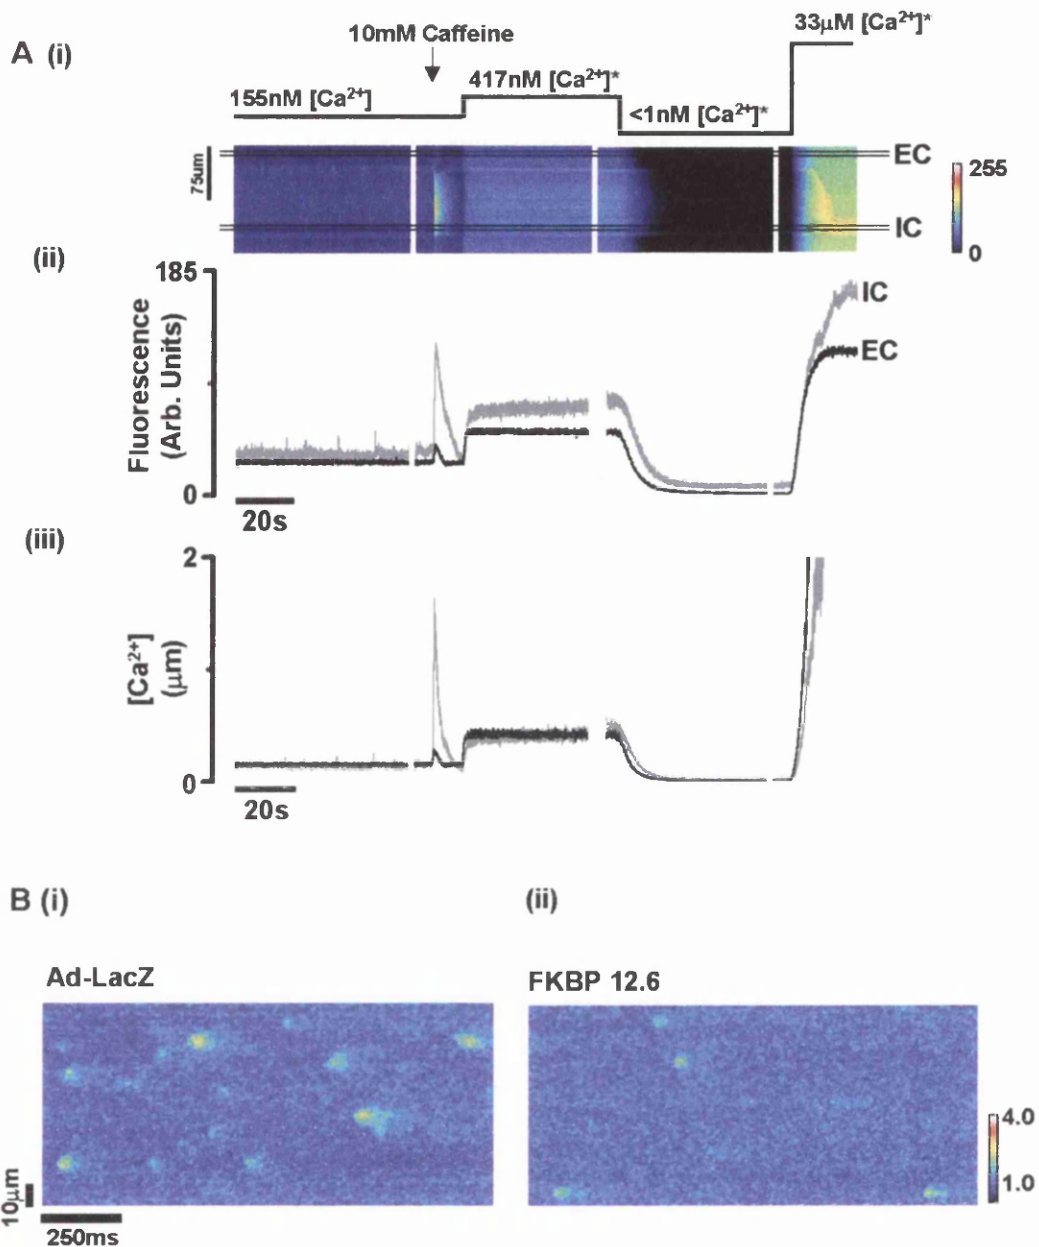 A (i)
10mM Caffeine
33μM [Ca²⁺]*
155nM [Ca²⁺]
417nM [Ca²⁺]*
<1nM [Ca²⁺]*
75um
EC
IC
255
0
(ii)
185
Fluorescence
(Arb. Units)
0
IC
EC
20s
(iii)
2
[Ca²⁺]
(μm)
0
20s
B (i)
(ii)
Ad-LacZ
FKBP 12.6
4.0
1.0
10μm
250ms